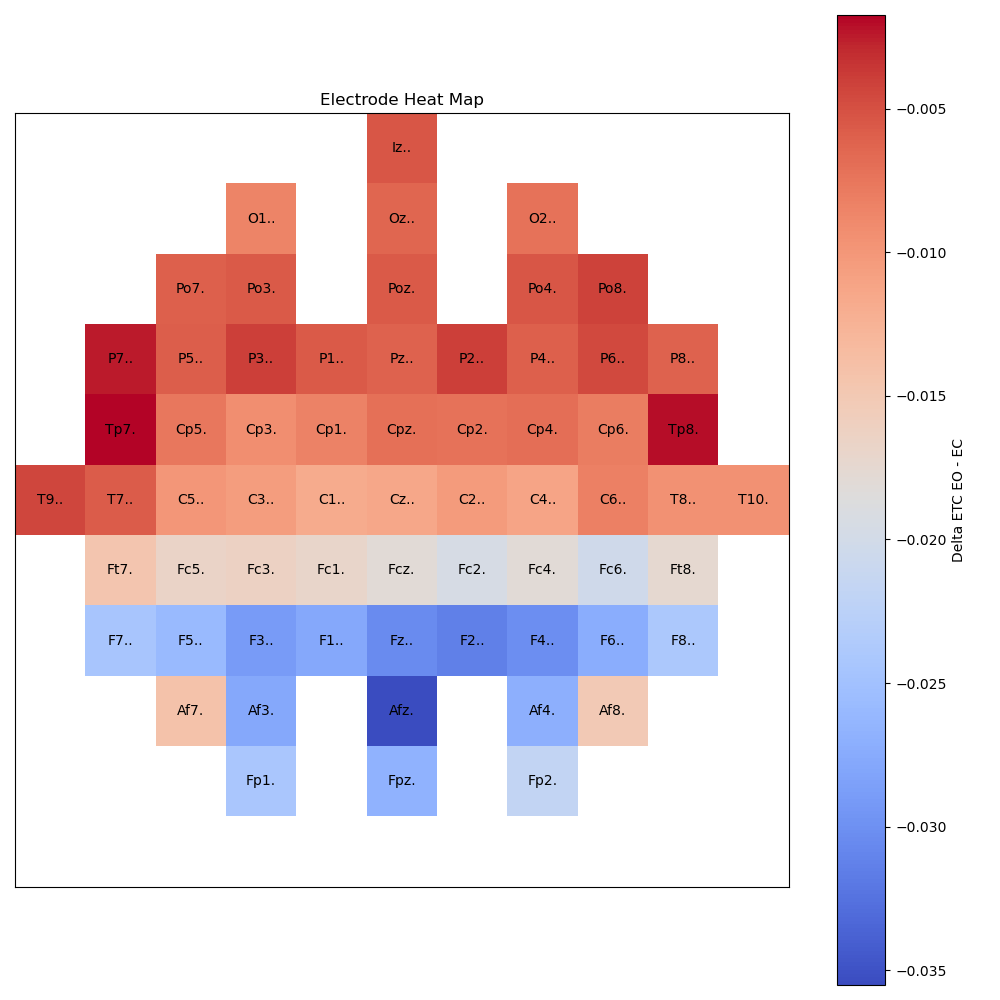 Electrode Heat Map
Iz..
O1.. Oz.. O2..
Po7. Po3. Poz. Po4. Po8.
P7.. P5.. P3.. P1.. Pz.. P2.. P4.. P6.. P8..
Tp7. Cp5. Cp3. Cp1. Cpz. Cp2. Cp4. Cp6. Tp8.
T9.. T7.. C5.. C3.. C1.. Cz.. C2.. C4.. C6.. T8.. T10.
Ft7. Fc5. Fc3. Fc1. Fcz. Fc2. Fc4. Fc6. Ft8.
F7.. F5.. F3.. F1.. Fz.. F2.. F4.. F6.. F8..
Af7. Af3. Afz. Af4. Af8.
Fp1. Fpz. Fp2.
−0.005
−0.010
−0.015
−0.020
−0.025
−0.030
−0.035
Delta ETC EO - EC